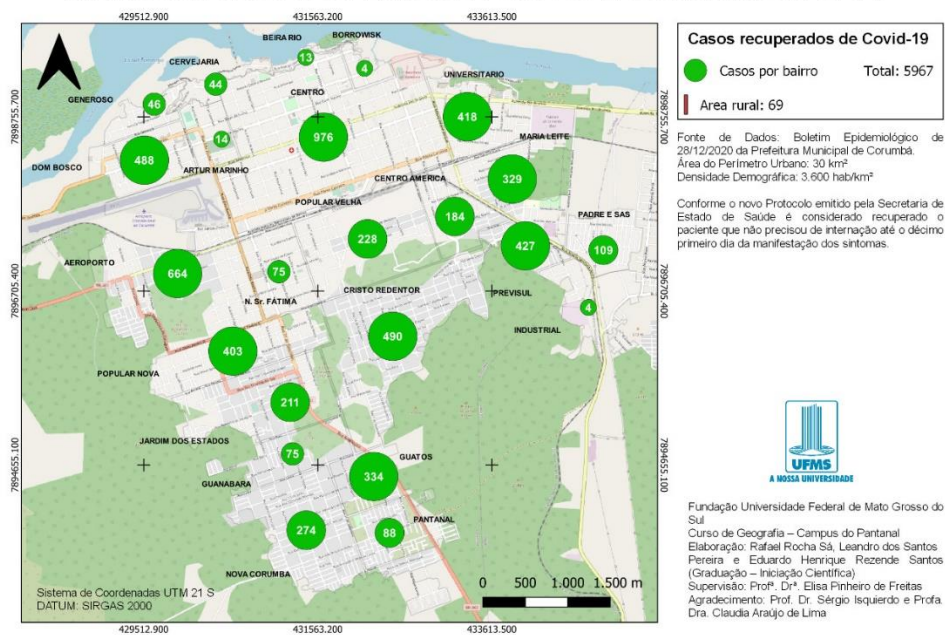 429512.900 431563.200 433613.500
BEIRA RIO
BORROWISK
13
CERVEJARIA
4
44
UNIVERSITARIO
GENEROSO
46
CENTRO
7898755.700
7898755.700
418
14
976
MARIA LEITE
488
DOM BOSCO
ARTUR MARINHO
CENTRO AMERICA
329
POPULAR VELHA
184
PADRE E SAS
228
427
109
AEROPORTO
664
75
N. Sr. FÁTIMA
CRISTO REDENTOR
PREVISUL
7896705.400
7896705.400
4
INDUSTRIAL
490
403
POPULAR NOVA
211
JARDIM DOS ESTADOS
75
GUATOS
7894655.100
7894655.100
GUANABARA
334
274
88
PANTANAL
NOVA CORUMBA
Sistema de Coordenadas UTM 21 S
DATUM: SIRGAS 2000
0 500 1.000 1.500 m
429512.900 431563.200 433613.500
Casos recuperados de Covid-19
Casos por bairro Total: 5967
Area rural: 69
Fonte de Dados: Boletim Epidemiológico de
28/12/2020 da Prefeitura Municipal de Corumbá.
Área do Perímetro Urbano: 30 km²
Densidade Demográfica: 3.600 hab/km²
Conforme o novo Protocolo emitido pela Secretaria de
Estado de Saúde é considerado recuperado o
paciente que não precisou de internação até o décimo
primeiro dia da manifestação dos sintomas.
UFMS
A NOSSA UNIVERSIDADE
Fundação Universidade Federal de Mato Grosso do
Sul
Curso de Geografia – Campus do Pantanal
Elaboração: Rafael Rocha Sá, Leandro dos Santos
Pereira e Eduardo Henrique Rezende Santos
(Graduação – Iniciação Científica)
Supervisão: Profª. Drª. Elisa Pinheiro de Freitas
Agradecimento: Prof. Dr. Sérgio Isquierdo e Profa.
Dra. Claudia Araújo de Lima